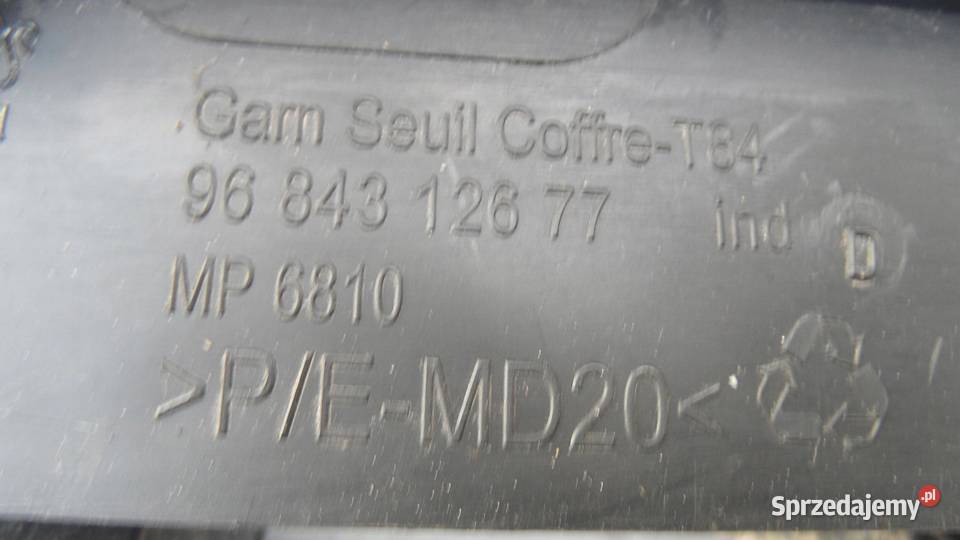 Garn Seuil Coffre-T84
96 843 126 77 ind D
MP 6810
>P/E-MD20<
Sprzedajemy.pl